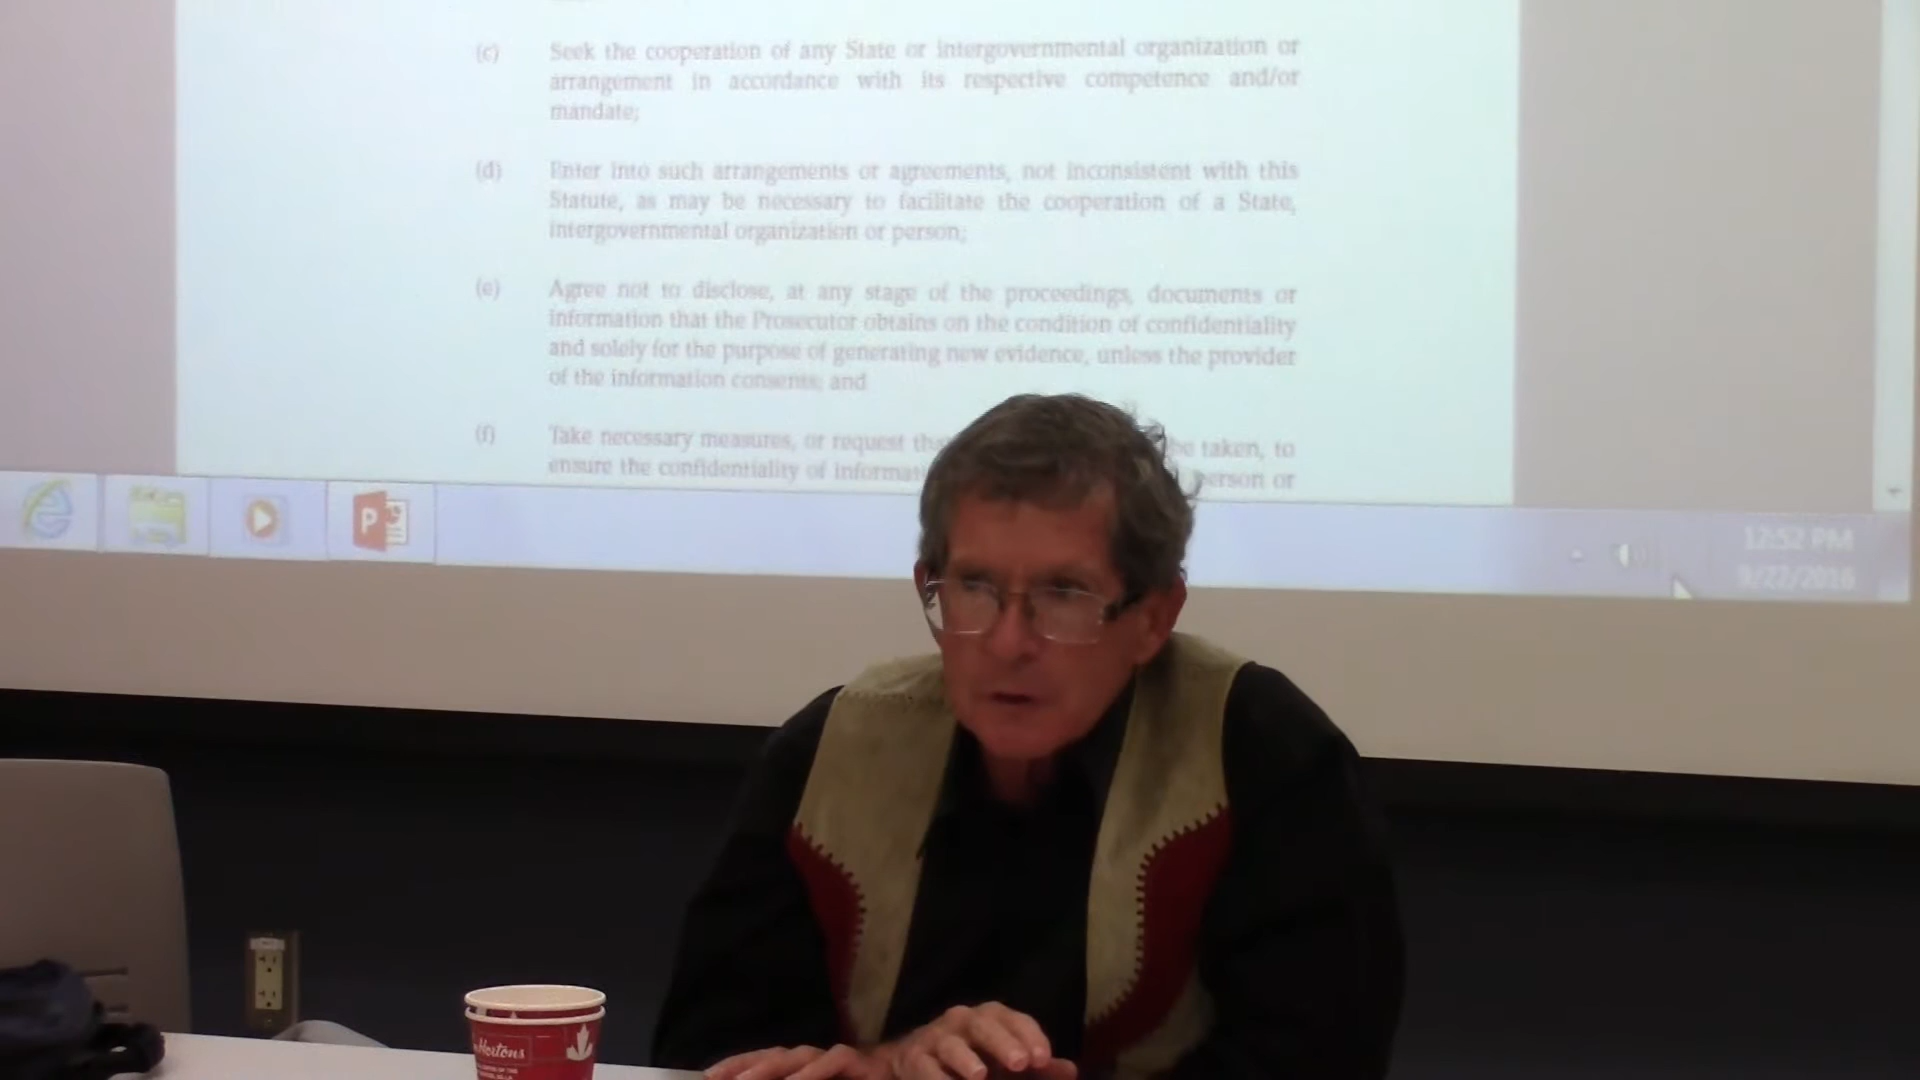 (c) Seek the cooperation of any State or intergovernmental organization or
arrangement in accordance with its respective competence and/or
mandate;
(d) Enter into such arrangements or agreements, not inconsistent with this
Statute, as may be necessary to facilitate the cooperation of a State,
intergovernmental organization or person;
(e) Agree not to disclose, at any stage of the proceedings, documents or
information that the Prosecutor obtains on the condition of confidentiality
and solely for the purpose of generating new evidence, unless the provider
of the information consents; and
(f) Take necessary measures, or request be taken, to
ensure the confidentiality of person or
P
12:52 PM
9/22/2016
Hortons